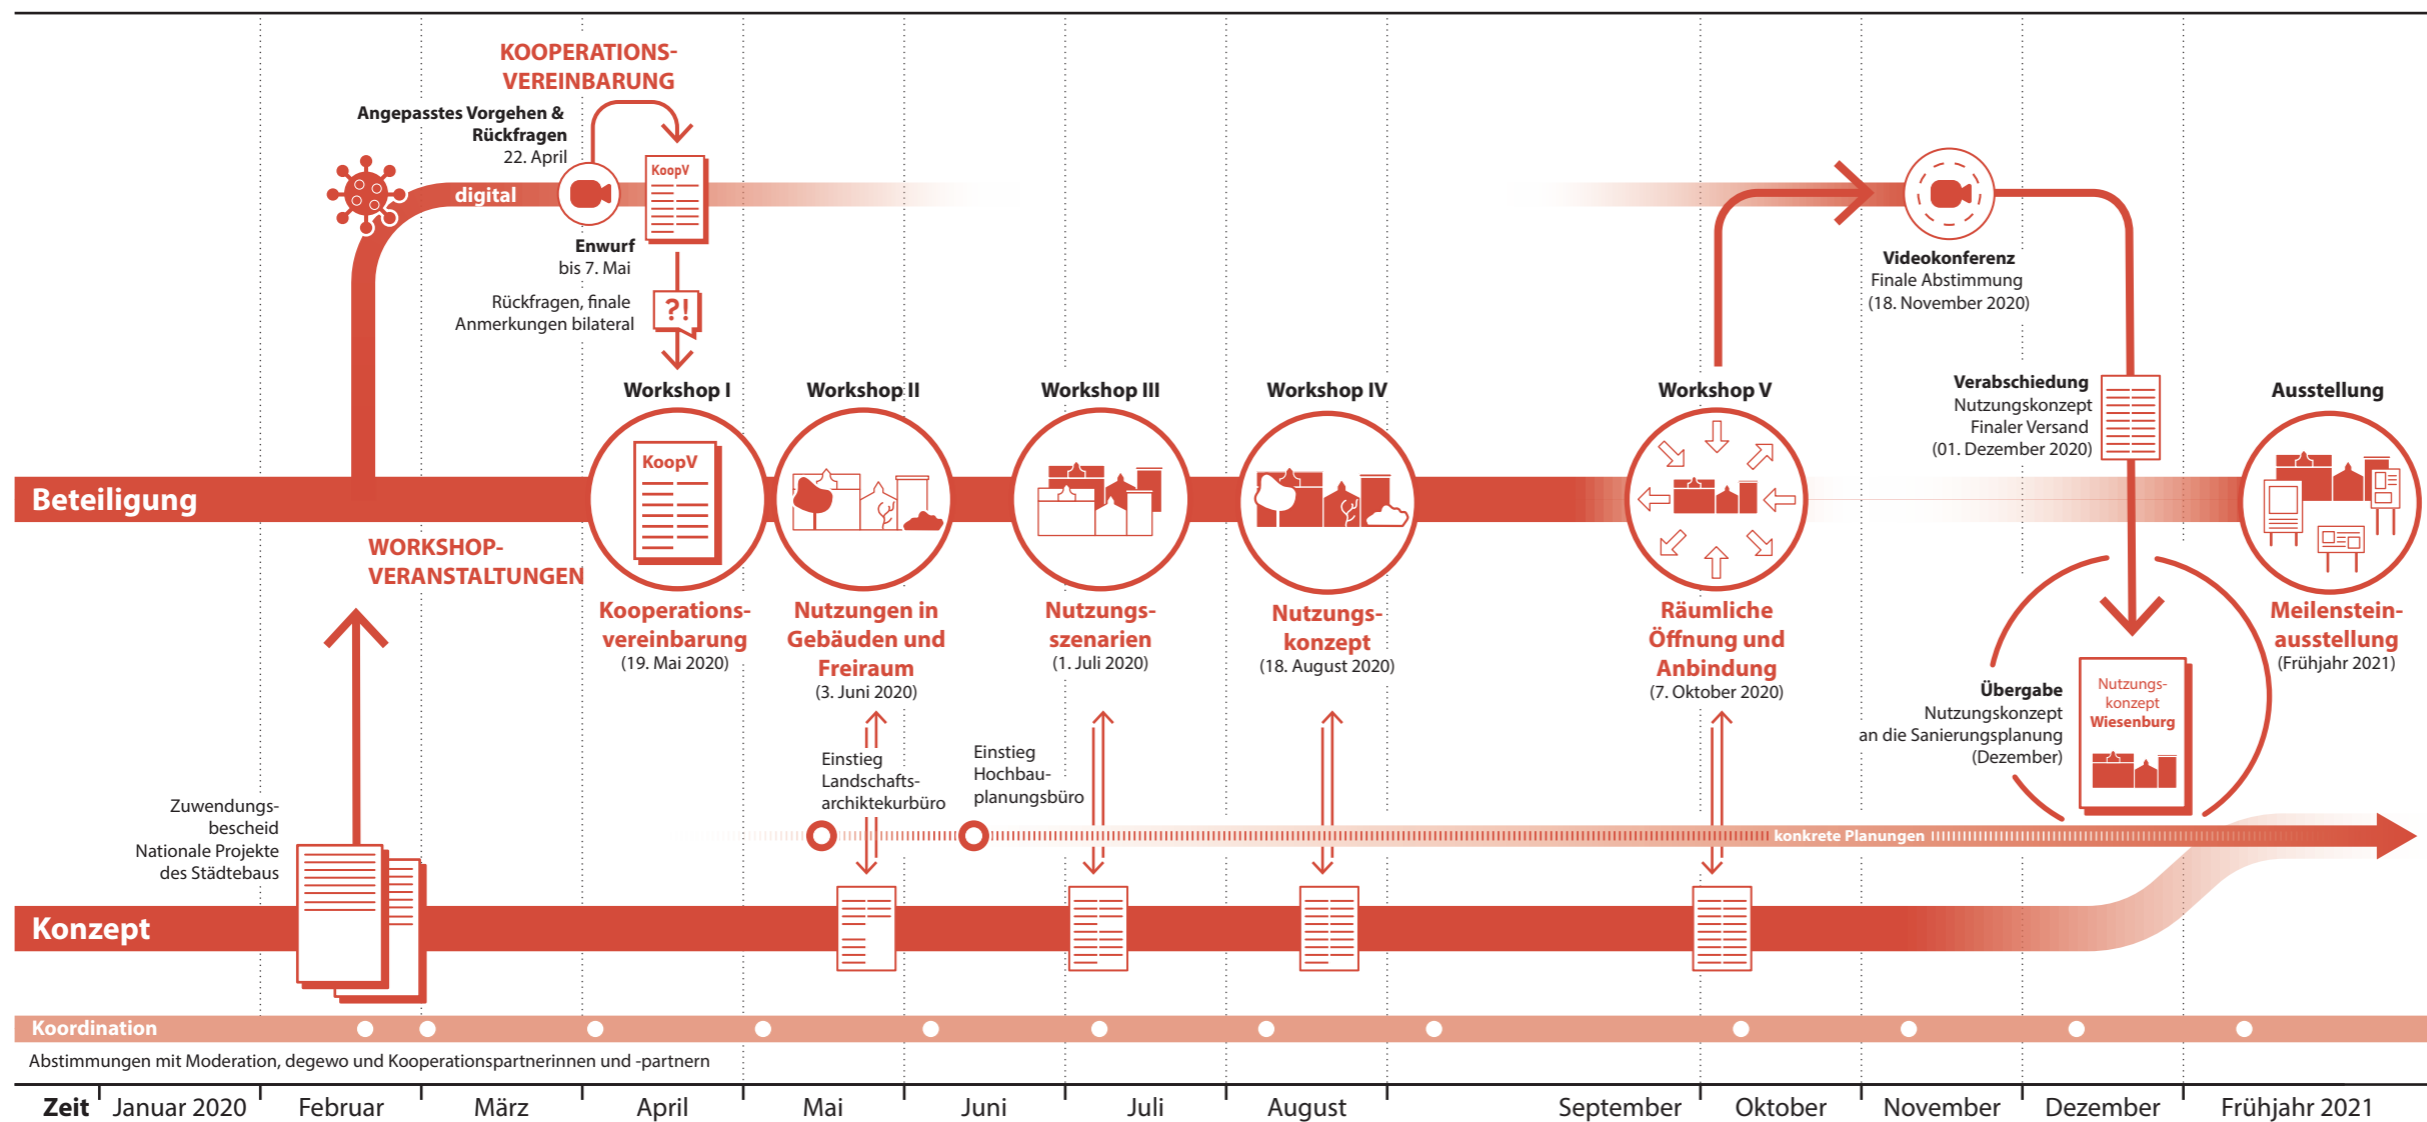 KOOPERATIONS-
VEREINBARUNG
Angepasstes Vorgehen &
Rückfragen
22. April
digital
KoopV
Enwurf
bis 7. Mai
Rückfragen, finale
Anmerkungen bilateral
?!
Videokonferenz
Finale Abstimmung
(18. November 2020)
Verabschiedung
Nutzungskonzept
Finaler Versand
(01. Dezember 2020)
Beteiligung
WORKSHOP-
VERANSTALTUNGEN
Workshop I
KoopV
Kooperations-
vereinbarung
(19. Mai 2020)
Workshop II
Nutzungen in
Gebäuden und
Freiraum
(3. Juni 2020)
Workshop III
Nutzungs-
szenarien
(1. Juli 2020)
Workshop IV
Nutzungs-
konzept
(18. August 2020)
Workshop V
Räumliche
Öffnung und
Anbindung
(7. Oktober 2020)
Ausstellung
Meilenstein-
ausstellung
(Frühjahr 2021)
Übergabe
Nutzungskonzept
an die Sanierungsplanung
(Dezember)
Nutzungs-
konzept
Wiesenburg
Einstieg
Landschafts-
archiktekurbüro
Einstieg
Hochbau-
planungsbüro
konkrete Planungen
Zuwendungs-
bescheid
Nationale Projekte
des Städtebaus
Konzept
Koordination
Abstimmungen mit Moderation, degewo und Kooperationspartnerinnen und -partnern
Zeit Januar 2020 Februar März April Mai Juni Juli August September Oktober November Dezember Frühjahr 2021